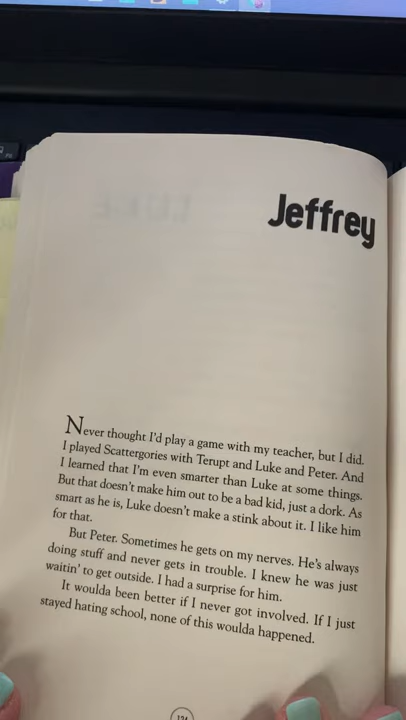 Jeffrey
Never thought I'd play a game with my teacher, but I did.
I played Scattergories with Terupt and Luke and Peter. And
I learned that I'm even smarter than Luke at some things.
But that doesn't make him out to be a bad kid, just a dork. As
smart as he is, Luke doesn't make a stink about it. I like him
for that.
But Peter. Sometimes he gets on my nerves. He's always
doing stuff and never gets in trouble. I knew he was just
waitin' to get outside. I had a surprise for him.
It woulda been better if I never got involved. If I just
stayed hating school, none of this woulda happened.